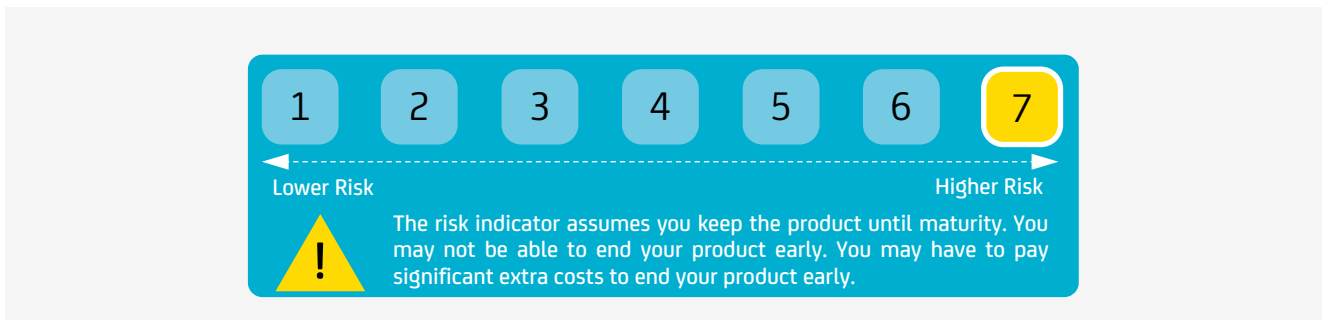 1 2 3 4 5 6 7
Lower Risk Higher Risk
! The risk indicator assumes you keep the product until maturity. You
may not be able to end your product early. You may have to pay
significant extra costs to end your product early.